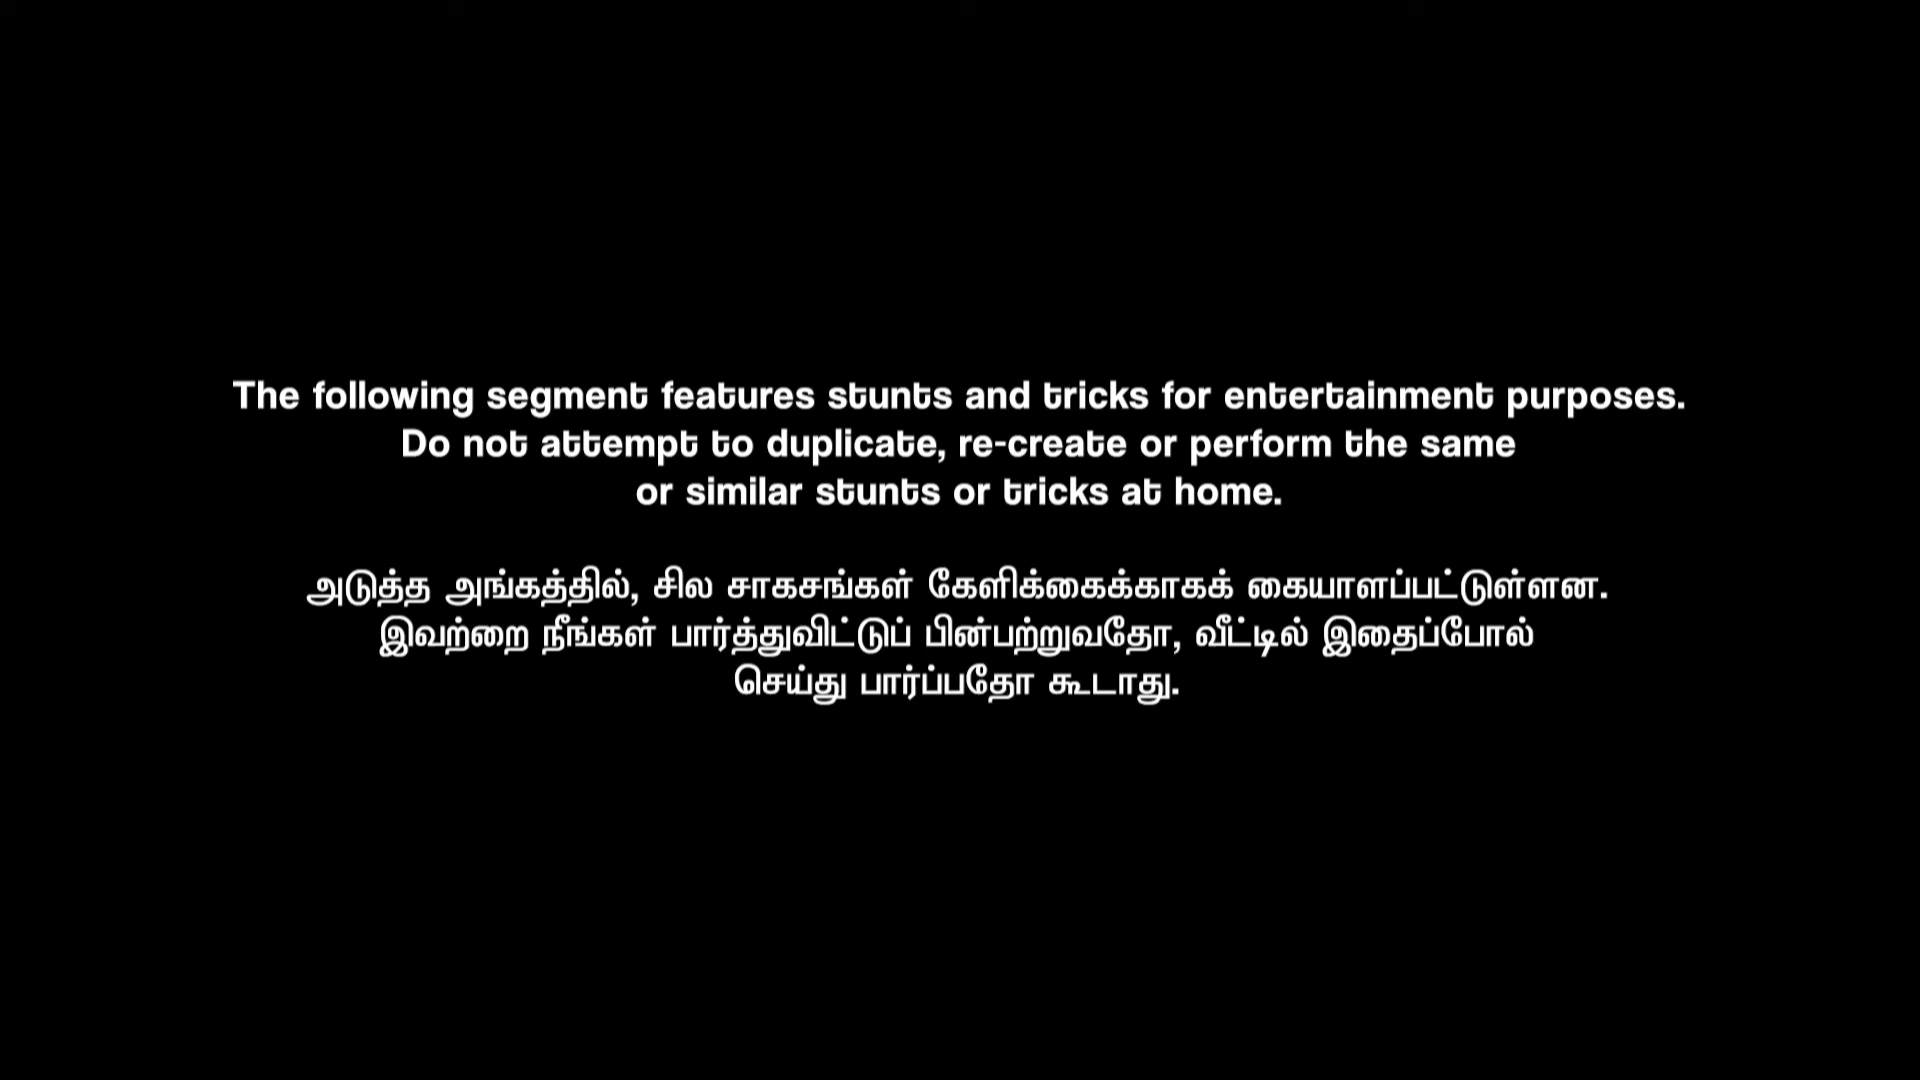 The following segment features stunts and tricks for entertainment purposes.
Do not attempt to duplicate, re-create or perform the same
or similar stunts or tricks at home.
அடுத்த அங்கத்தில், சில சாகசங்கள் கேளிக்கைக்காகக் கையாளப்பட்டுள்ளன.
இவற்றை நீங்கள் பார்த்துவிட்டுப் பின்பற்றுவதோ, வீட்டில் இதைப்போல்
செய்து பார்ப்பதோ கூடாது.